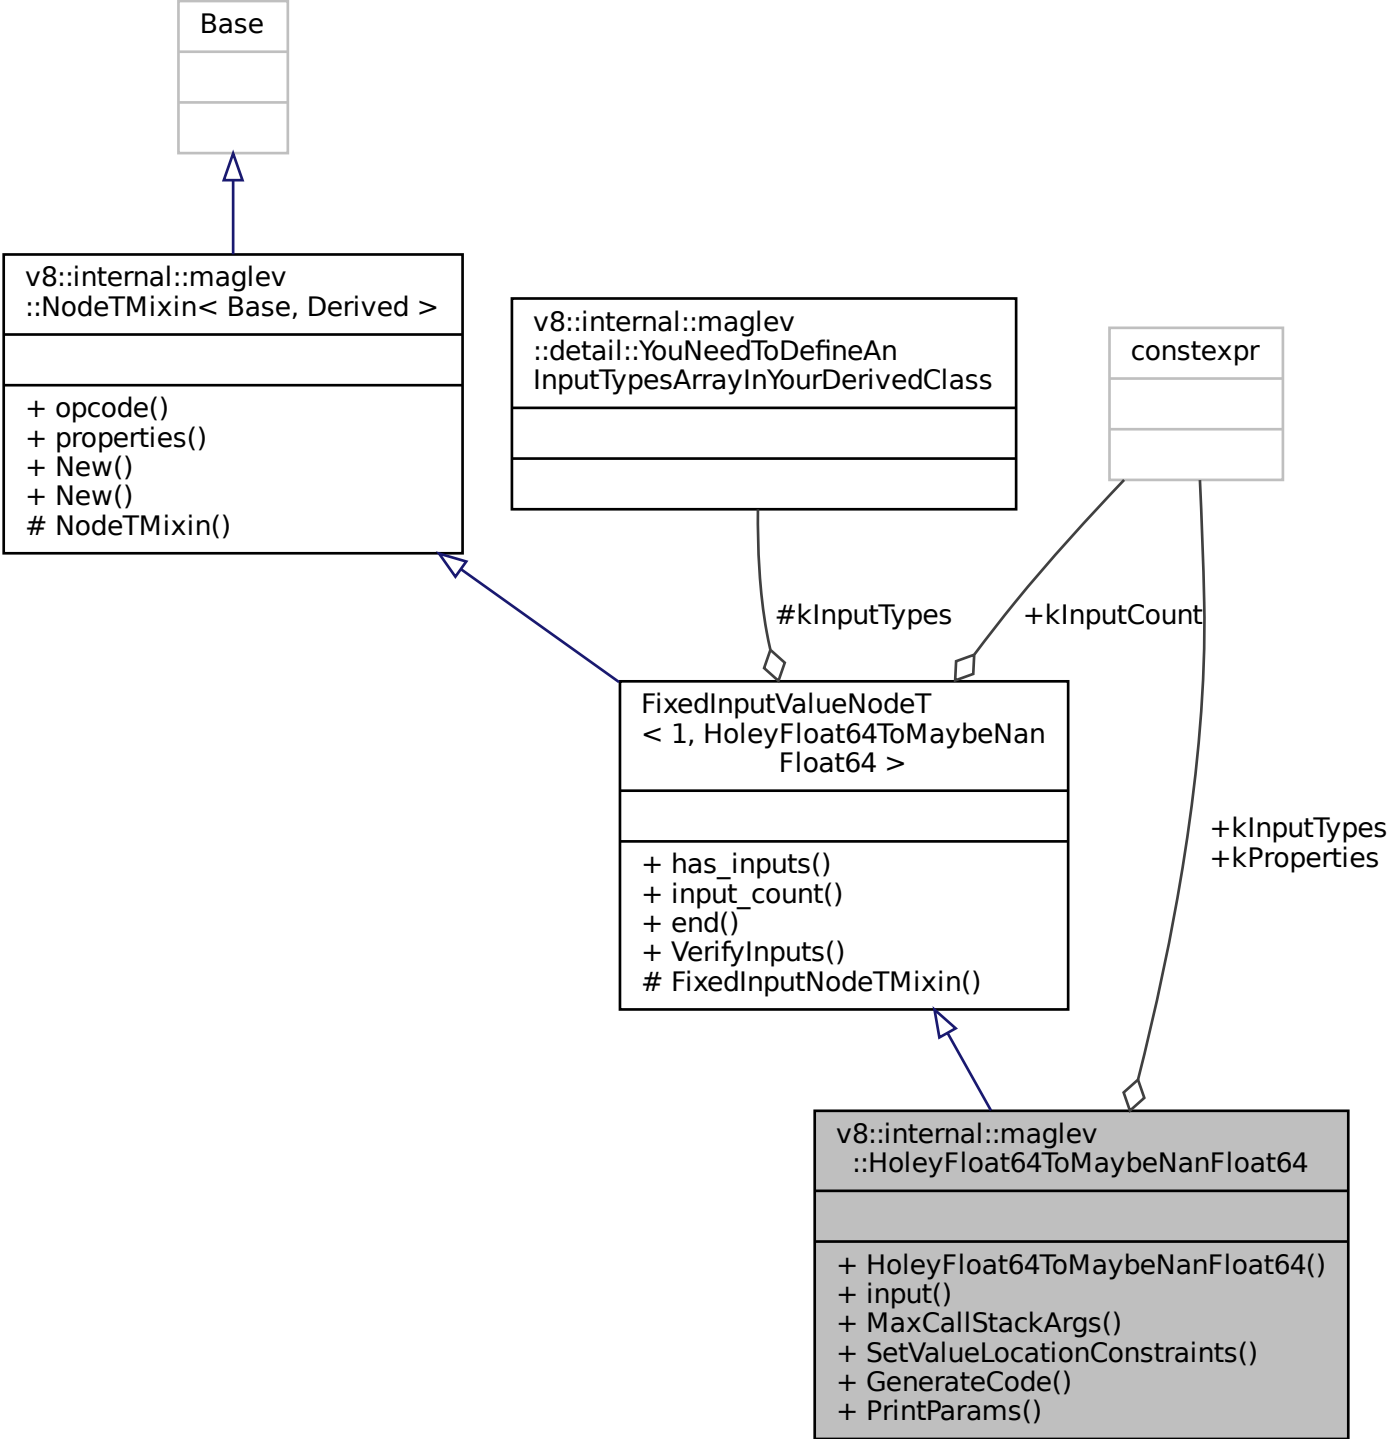 Base
v8::internal::maglev
::NodeTMixin< Base, Derived >
+ opcode()
+ properties()
+ New()
+ New()
# NodeTMixin()
v8::internal::maglev
::detail::YouNeedToDefineAn
InputTypesArrayInYourDerivedClass
constexpr
#kInputTypes
+kInputCount
FixedInputValueNodeT
< 1, HoleyFloat64ToMaybeNan
Float64 >
+ has_inputs()
+ input_count()
+ end()
+ VerifyInputs()
# FixedInputNodeTMixin()
+kInputTypes
+kProperties
v8::internal::maglev
::HoleyFloat64ToMaybeNanFloat64
+ HoleyFloat64ToMaybeNanFloat64()
+ input()
+ MaxCallStackArgs()
+ SetValueLocationConstraints()
+ GenerateCode()
+ PrintParams()